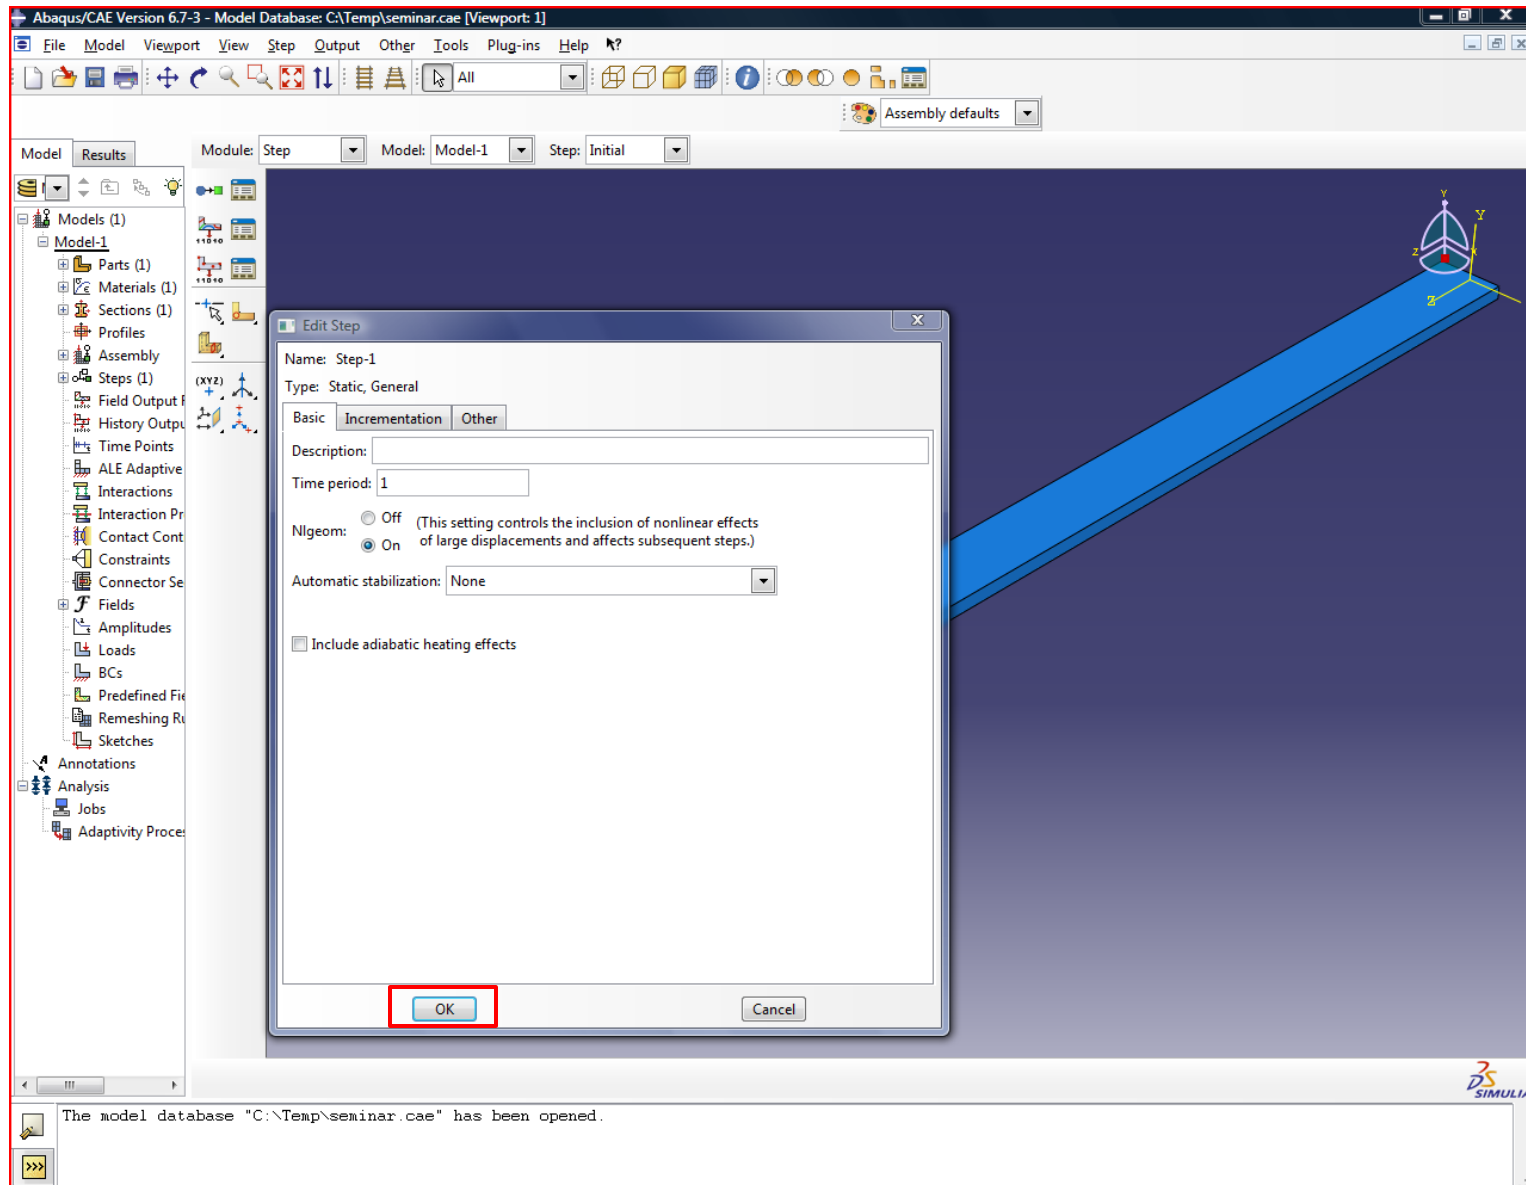 Abaqus/CAE Version 6.7-3 - Model Database: C:\Temp\seminar.cae [Viewport: 1]
File Model Viewport View Step Output Other Tools Plug-ins Help ?
All
Assembly defaults
Model Results
Module: Step Model: Model-1 Step: Initial
Models (1)
Model-1
Parts (1)
Materials (1)
Sections (1)
Profiles
Assembly
Steps (1)
Field Output F
History Outpu
Time Points
ALE Adaptive
Interactions
Interaction Pr
Contact Cont
Constraints
Connector Se
Fields
Amplitudes
Loads
BCs
Predefined Fie
Remeshing Ru
Sketches
Annotations
Analysis
Jobs
Adaptivity Proce
11010
11010
(XYZ)
Edit Step
Name: Step-1
Type: Static, General
Basic Incrementation Other
Description:
Time period: 1
Nlgeom: Off (This setting controls the inclusion of nonlinear effects
On of large displacements and affects subsequent steps.)
Automatic stabilization: None
Include adiabatic heating effects
OK Cancel
Y
Y
Z X
Z
SIMULIA
The model database "C:\Temp\seminar.cae" has been opened.
>>>